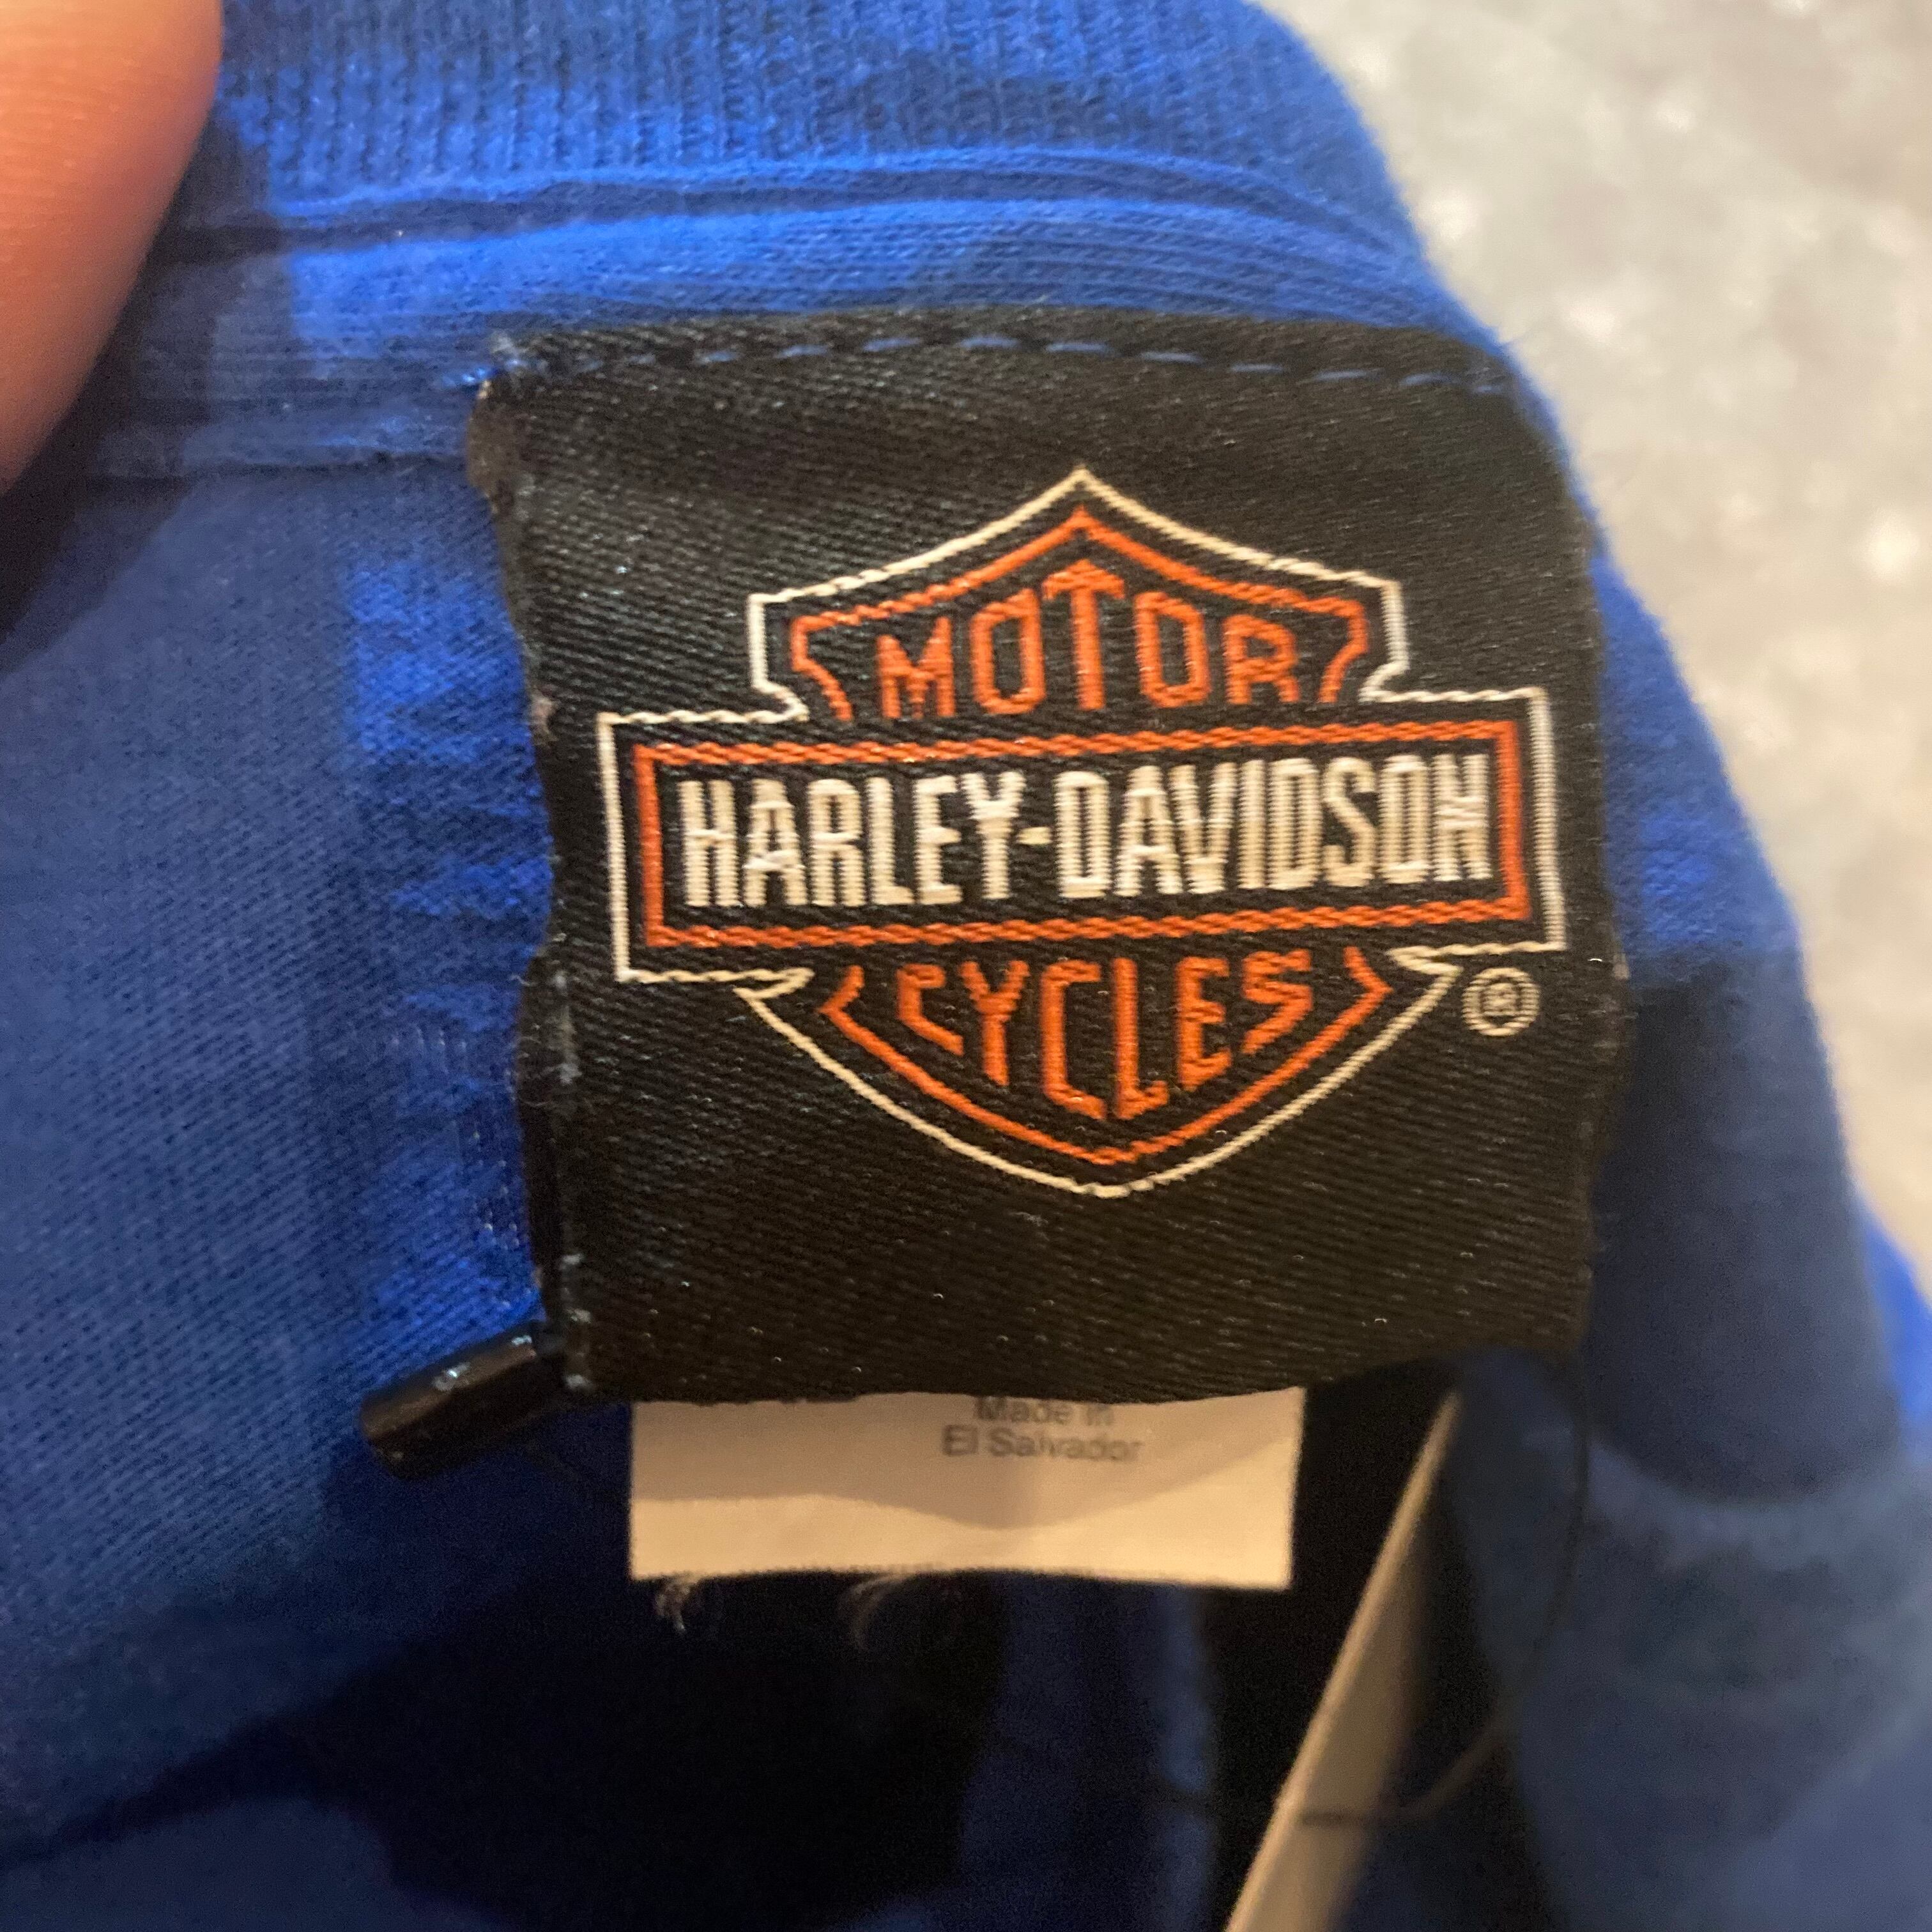 MOTOR
HARLEY-DAVIDSON
CYCLES
®
Made in
El Salvador